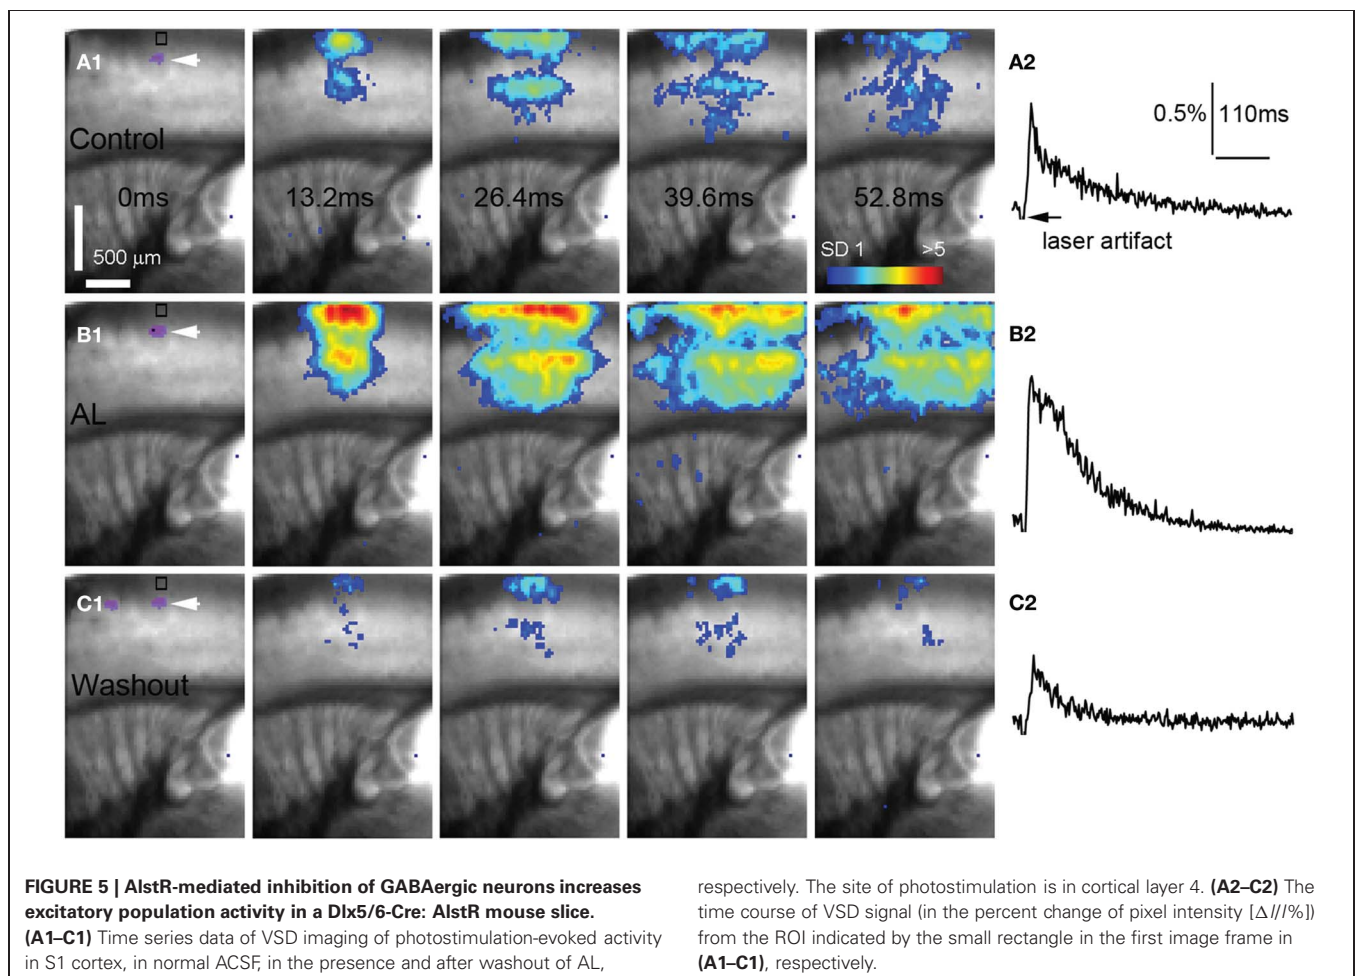 A1
Control
0ms
500 µm
13.2ms
26.4ms
39.6ms
52.8ms
SD 1 >5
A2
0.5% 110ms
laser artifact
B1
AL
B2
C1
Washout
C2
FIGURE 5 | AlstR-mediated inhibition of GABAergic neurons increases
excitatory population activity in a Dlx5/6-Cre: AlstR mouse slice.
(A1–C1) Time series data of VSD imaging of photostimulation-evoked activity
in S1 cortex, in normal ACSF, in the presence and after washout of AL,
respectively. The site of photostimulation is in cortical layer 4. (A2–C2) The
time course of VSD signal (in the percent change of pixel intensity [Δ I/I%])
from the ROI indicated by the small rectangle in the first image frame in
(A1–C1), respectively.